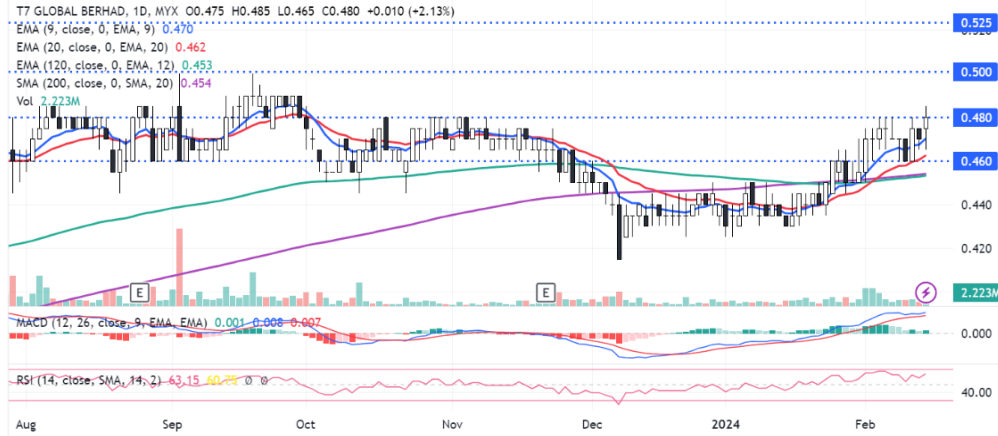 T7 GLOBAL BERHAD, 1D, MYX O0.475 H0.485 L0.465 C0.480 +0.010 (+2.13%)
EMA (9, close, 0, EMA, 9) 0.470
EMA (20, close, 0, EMA, 20) 0.462
EMA (120, close, 0, EMA, 12) 0.453
SMA (200, close, 0, SMA, 20) 0.454
Vol 2.223M
0.525
0.500
0.480
0.460
0.440
0.420
E E
2.223M
MACD (12, 26, close, 9, EMA, EMA) 0.001 0.008 0.007
0.000
RSI (14, close, SMA, 14, 2) 63.15 60.75 Ø Ø
40.00
Aug Sep Oct Nov Dec 2024 Feb